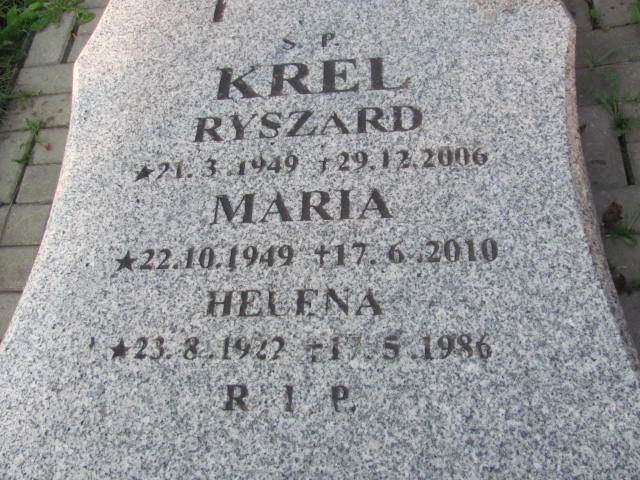 Ś. P.
KREL
RYSZARD
★21.3.1949 †29.12.2006
MARIA
★22.10.1949 †17.6.2010
HELENA
★23.8.1922 †17.5.1986
R I P.